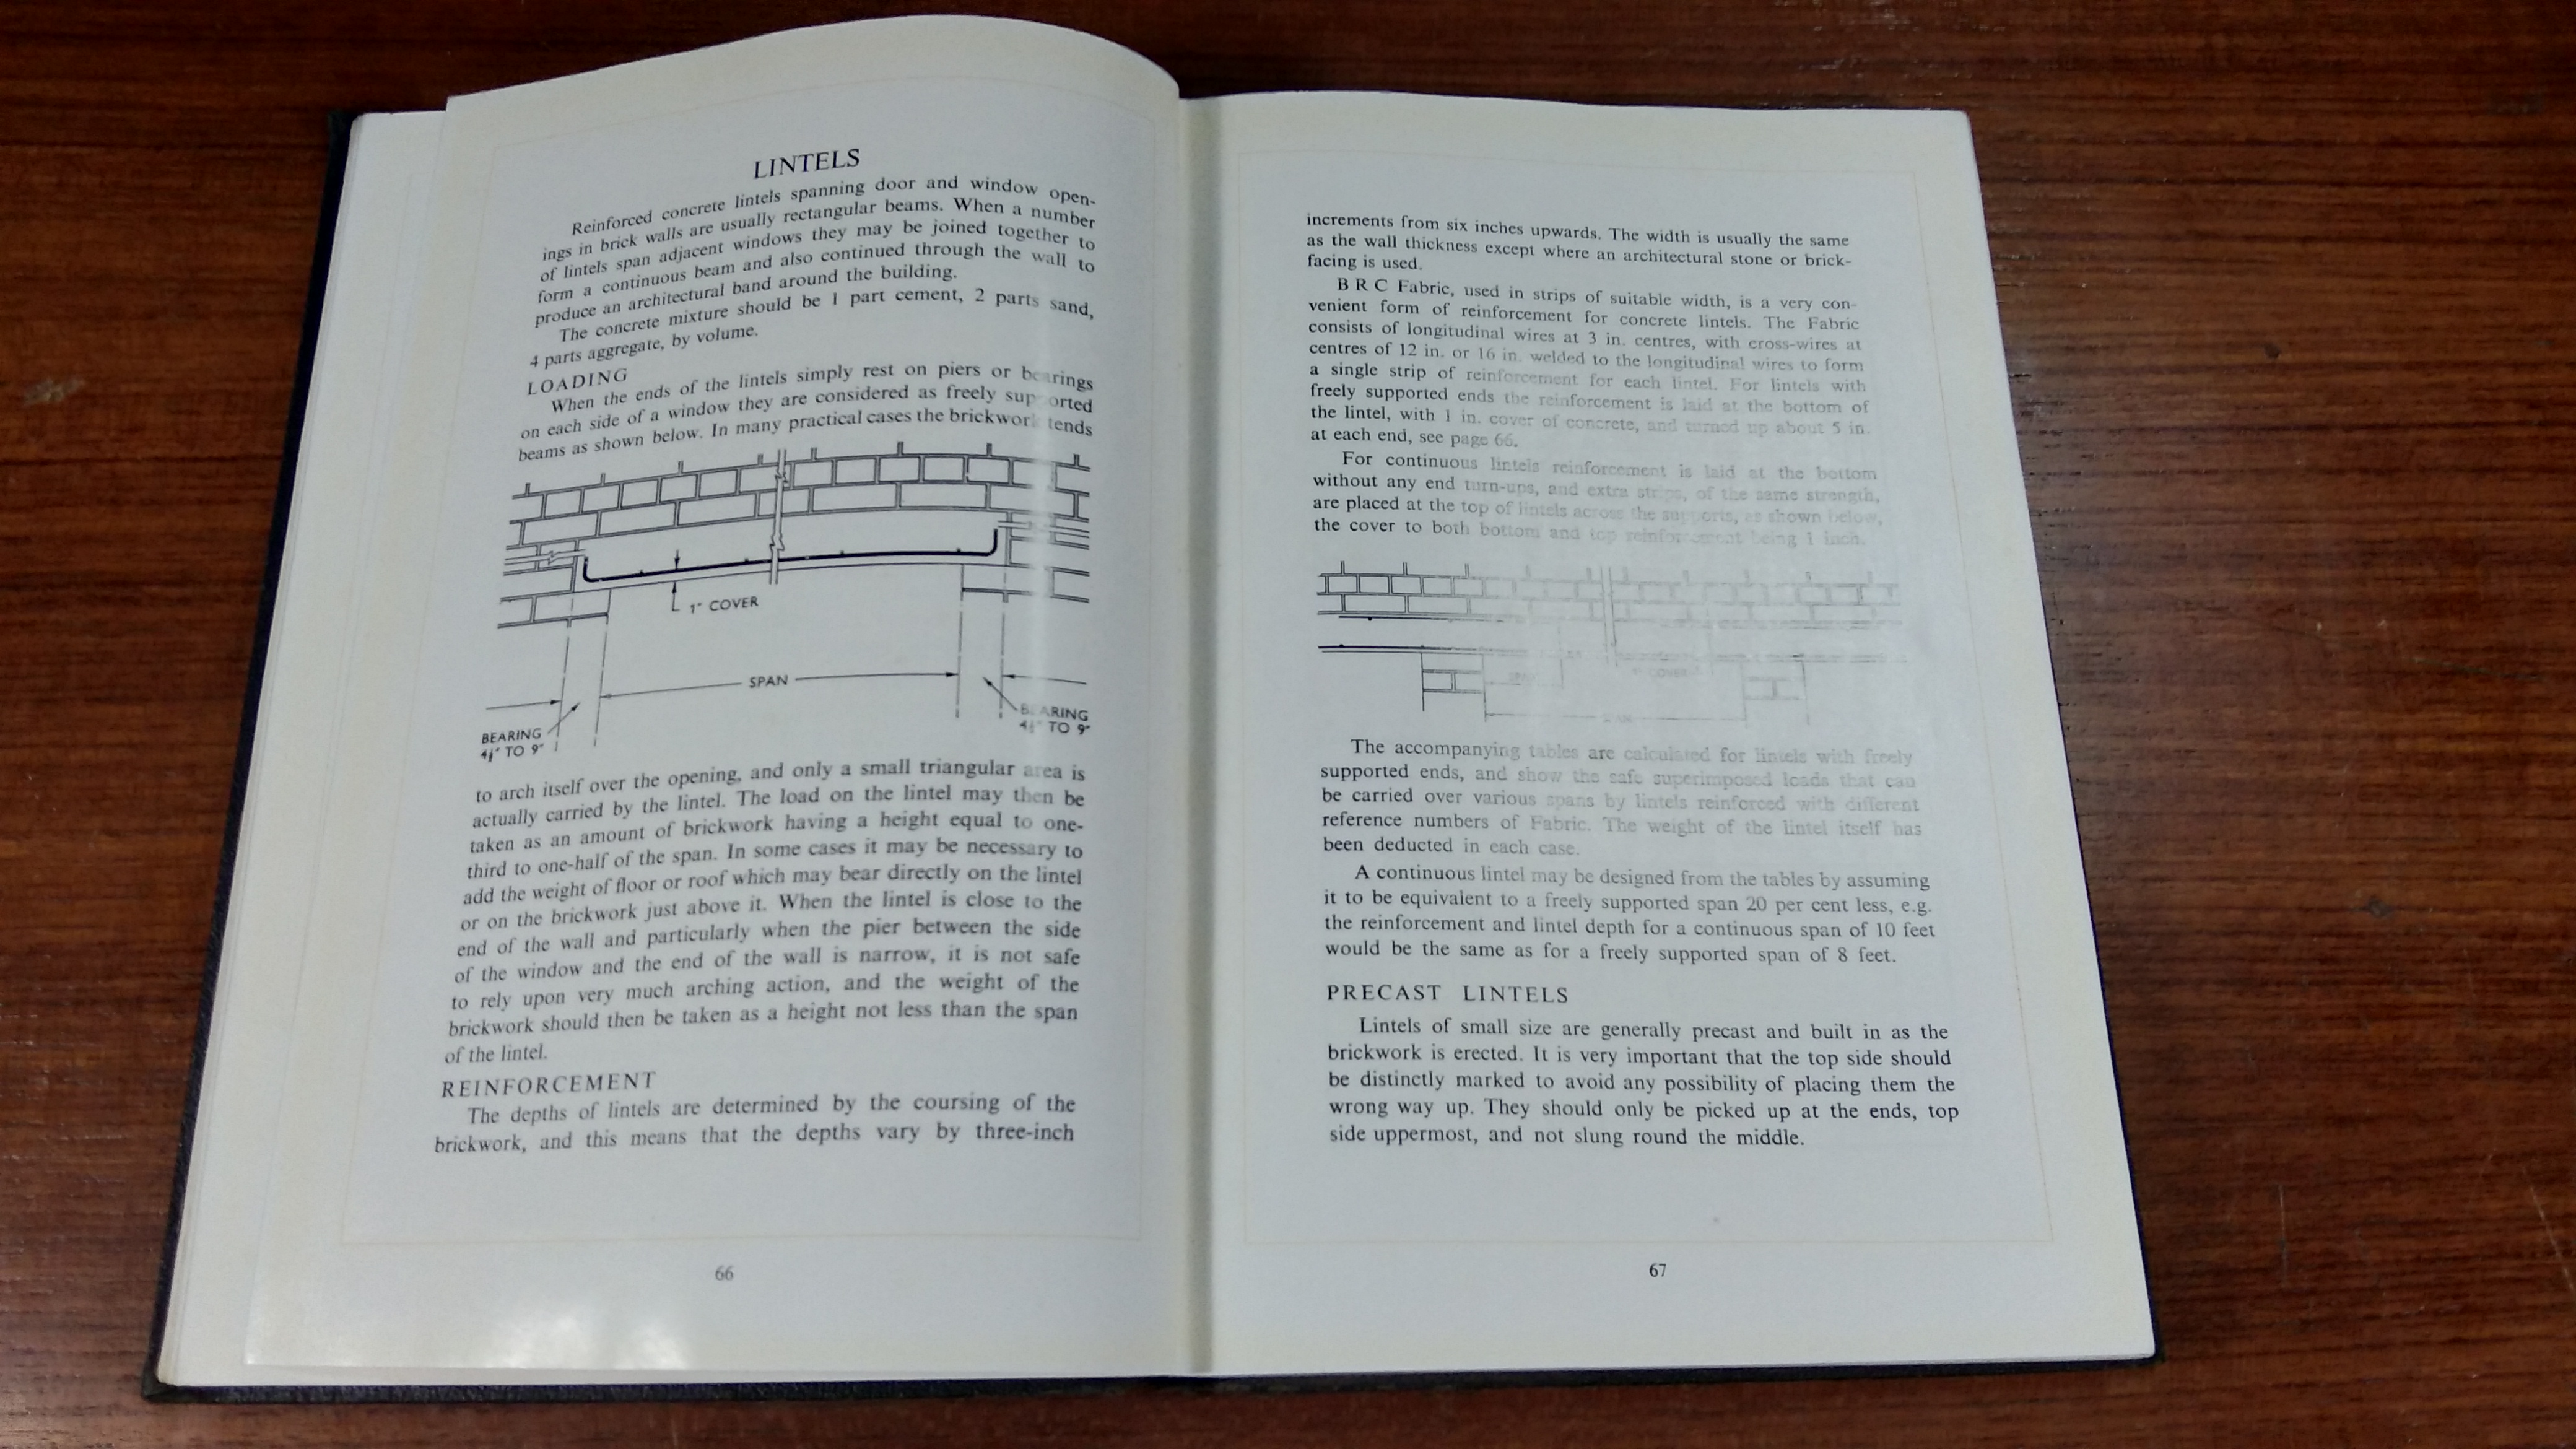 LINTELS
Reinforced concrete lintels spanning door and window open-
ings in brick walls are usually rectangular beams. When a number
of lintels span adjacent windows they may be joined together to
form a continuous beam and also continued through the wall to
produce an architectural band around the building.
The concrete mixture should be 1 part cement, 2 parts sand,
4 parts aggregate, by volume.
LOADING
When the ends of the lintels simply rest on piers or bearings
on each side of a window they are considered as freely supported
beams as shown below. In many practical cases the brickwork tends
1" COVER
SPAN
BEARING
4½" TO 9"
BEARING
4½" TO 9"
to arch itself over the opening, and only a small triangular area is
actually carried by the lintel. The load on the lintel may then be
taken as an amount of brickwork having a height equal to one-
third to one-half of the span. In some cases it may be necessary to
add the weight of floor or roof which may bear directly on the lintel
or on the brickwork just above it. When the lintel is close to the
end of the wall and particularly when the pier between the side
of the window and the end of the wall is narrow, it is not safe
to rely upon very much arching action, and the weight of the
brickwork should then be taken as a height not less than the span
of the lintel.
REINFORCEMENT
The depths of lintels are determined by the coursing of the
brickwork, and this means that the depths vary by three-inch
66
increments from six inches upwards. The width is usually the same
as the wall thickness except where an architectural stone or brick-
facing is used.
B R C Fabric, used in strips of suitable width, is a very con-
venient form of reinforcement for concrete lintels. The Fabric
consists of longitudinal wires at 3 in. centres, with cross-wires at
centres of 12 in. or 16 in. welded to the longitudinal wires to form
a single strip of reinforcement for each lintel. For lintels with
freely supported ends the reinforcement is laid at the bottom of
the lintel, with 1 in. cover of concrete, and turned up about 5 in.
at each end, see page 66.
For continuous lintels reinforcement is laid at the bottom
without any end turn-ups, and extra strips, of the same strength,
are placed at the top of lintels across the supports, as shown below,
the cover to both bottom and top reinforcement being 1 inch.
COVER
The accompanying tables are calculated for lintels with freely
supported ends, and show the safe superimposed loads that can
be carried over various spans by lintels reinforced with different
reference numbers of Fabric. The weight of the lintel itself has
been deducted in each case.
A continuous lintel may be designed from the tables by assuming
it to be equivalent to a freely supported span 20 per cent less, e.g.
the reinforcement and lintel depth for a continuous span of 10 feet
would be the same as for a freely supported span of 8 feet.
PRECAST LINTELS
Lintels of small size are generally precast and built in as the
brickwork is erected. It is very important that the top side should
be distinctly marked to avoid any possibility of placing them the
wrong way up. They should only be picked up at the ends, top
side uppermost, and not slung round the middle.
67